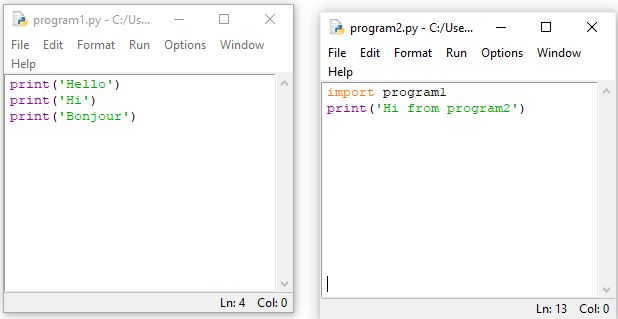 program1.py - C:/Use...
File Edit Format Run Options Window
Help
print('Hello')
print('Hi')
print('Bonjour')
Ln: 4 Col: 0
program2.py - C:/Use...
File Edit Format Run Options Window
Help
import program1
print('Hi from program2')
Ln: 13 Col: 0